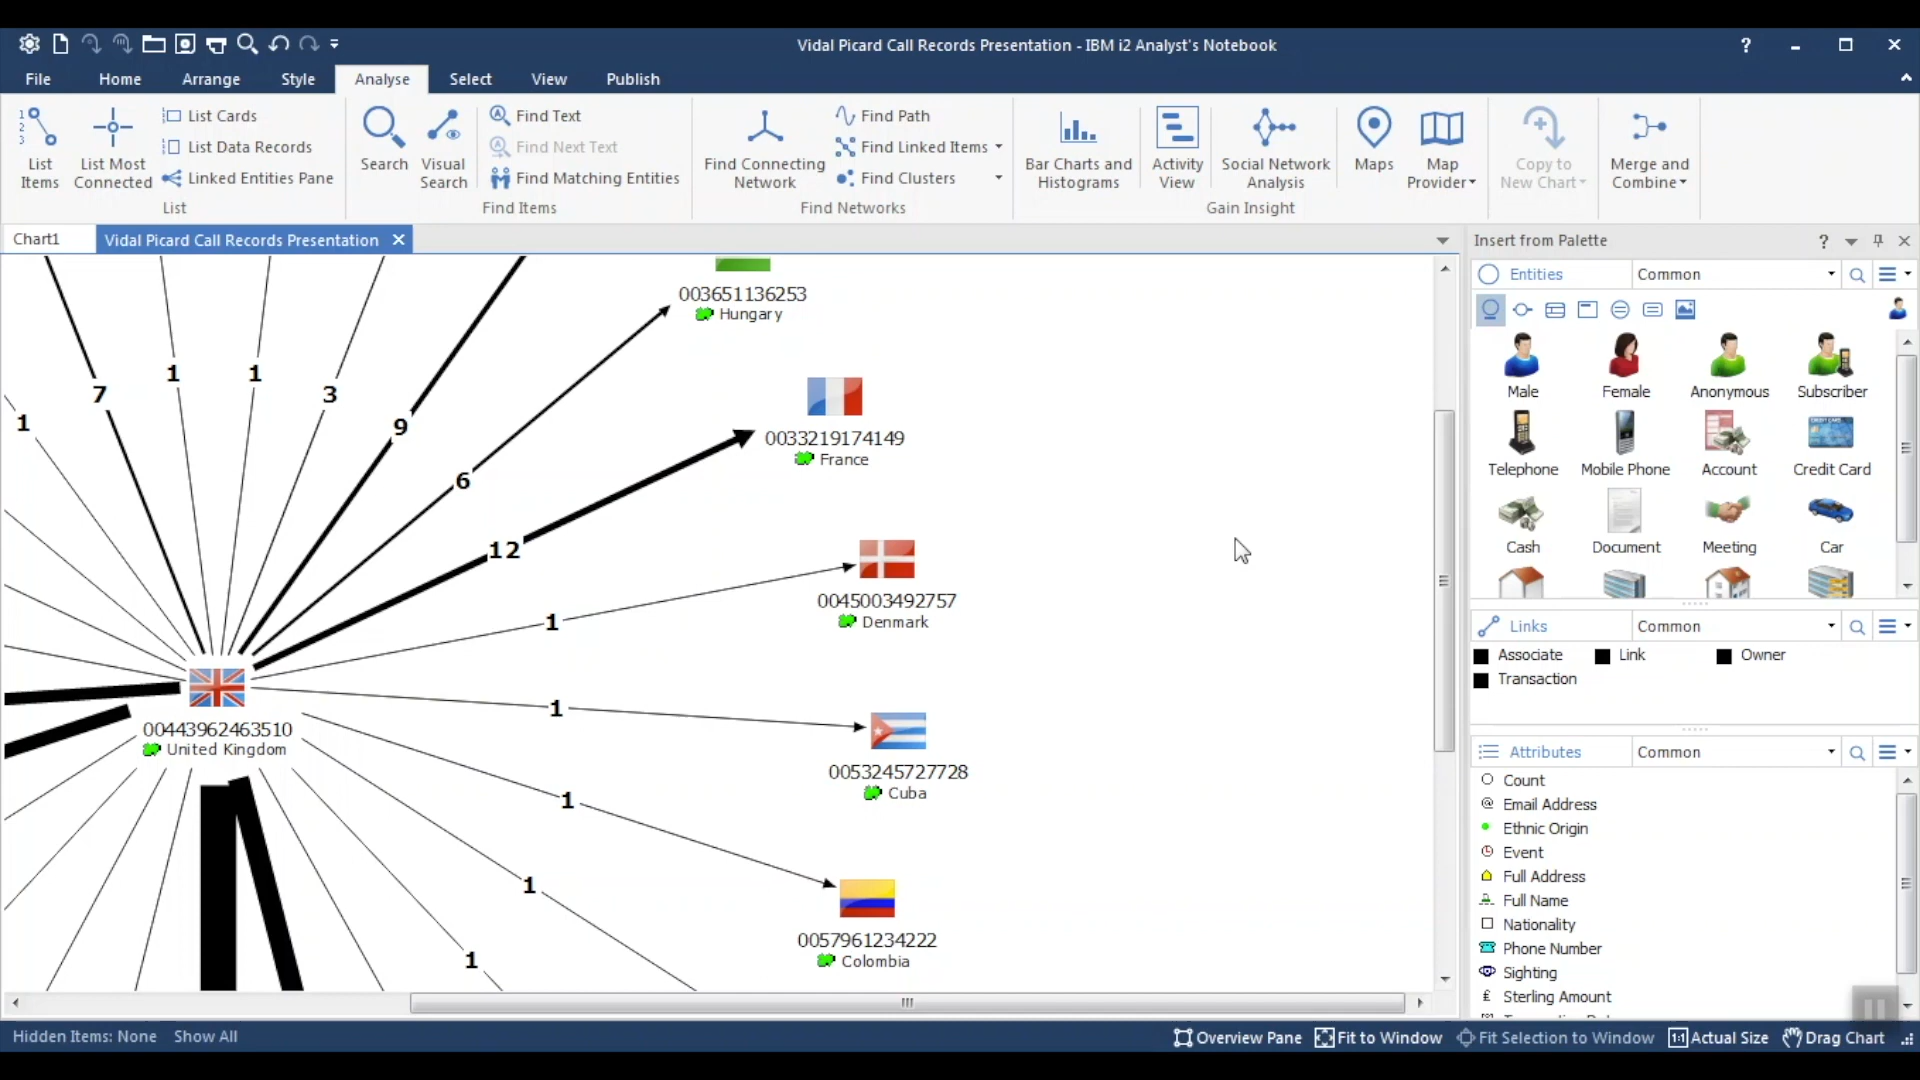 Vidal Picard Call Records Presentation - IBM i2 Analyst's Notebook
?
File Home Arrange Style Analyse Select View Publish
List Items
List Most Connected
List Cards
List Data Records
Linked Entities Pane
List
Search
Visual Search
Find Text
Find Next Text
Find Matching Entities
Find Items
Find Connecting Network
Find Path
Find Linked Items
Find Clusters
Find Networks
Bar Charts and Histograms
Activity View
Social Network Analysis
Maps
Map Provider
Gain Insight
Copy to New Chart
Merge and Combine
Chart1
Vidal Picard Call Records Presentation
003651136253
Hungary
1
7
1
1
3
9
6
12
0033219174149
France
0045003492757
Denmark
1
00443962463510
United Kingdom
1
0053245727728
Cuba
1
0057961234222
Colombia
1
1
Insert from Palette
?
Entities Common
Male Female Anonymous Subscriber
Telephone Mobile Phone Account Credit Card
Cash Document Meeting Car
Links Common
Associate Link Owner
Transaction
Attributes Common
Count
Email Address
Ethnic Origin
Event
Full Address
Full Name
Nationality
Phone Number
Sighting
£ Sterling Amount
Hidden Items: None Show All
Overview Pane Fit to Window Fit Selection to Window 1:1 Actual Size Drag Chart